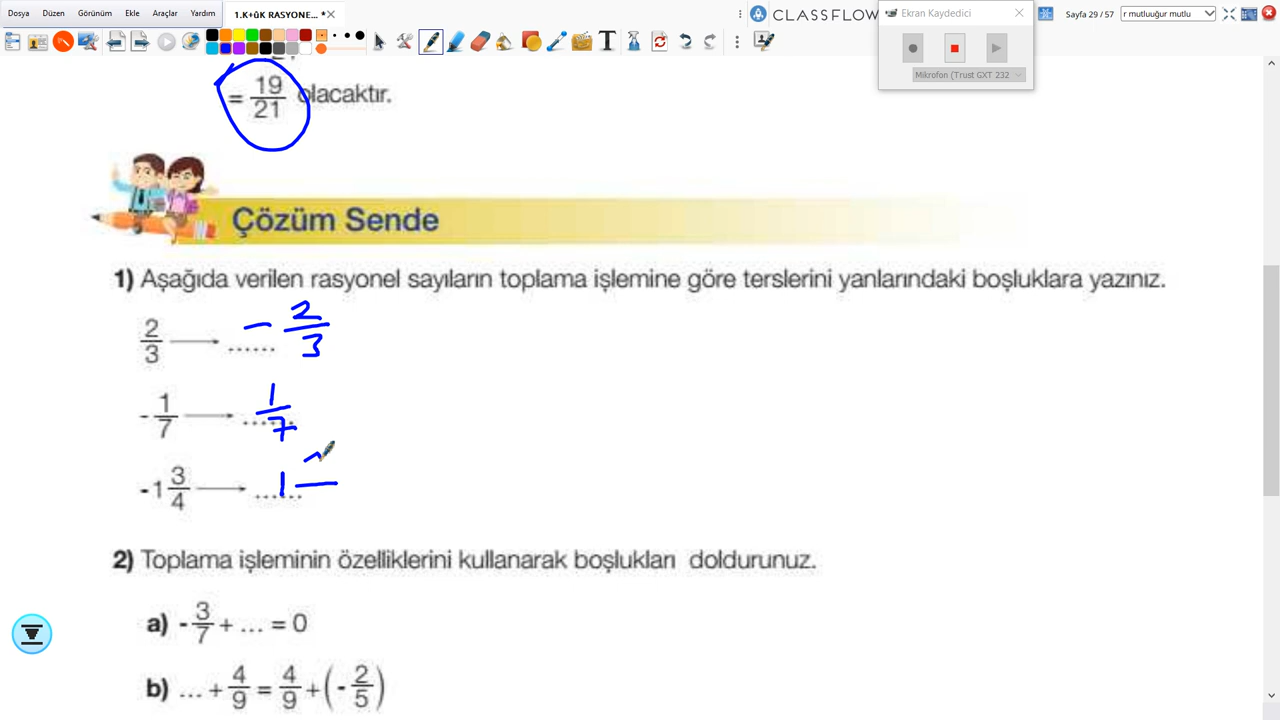 Dosya Düzen Görünüm Ekle Araçlar Yardım
1.K+ûK RASYONE... *
CLASSFLOW
Ekran Kaydedici
Mikrofon (Trust GXT 232
Sayfa 29 / 57
r mutluuğur mutlu
= 19/21 olacaktır.
Çözüm Sende
1) Aşağıda verilen rasyonel sayıların toplama işlemine göre terslerini yanlarındaki boşluklara yazınız.
2/3 → ...... - 2/3
- 1/7 → ...... 1/7
-1 3/4 → ...... 1
2) Toplama işleminin özelliklerini kullanarak boşlukları doldurunuz.
a) - 3/7 + ... = 0
b) ... + 4/9 = 4/9 + (- 2/5)